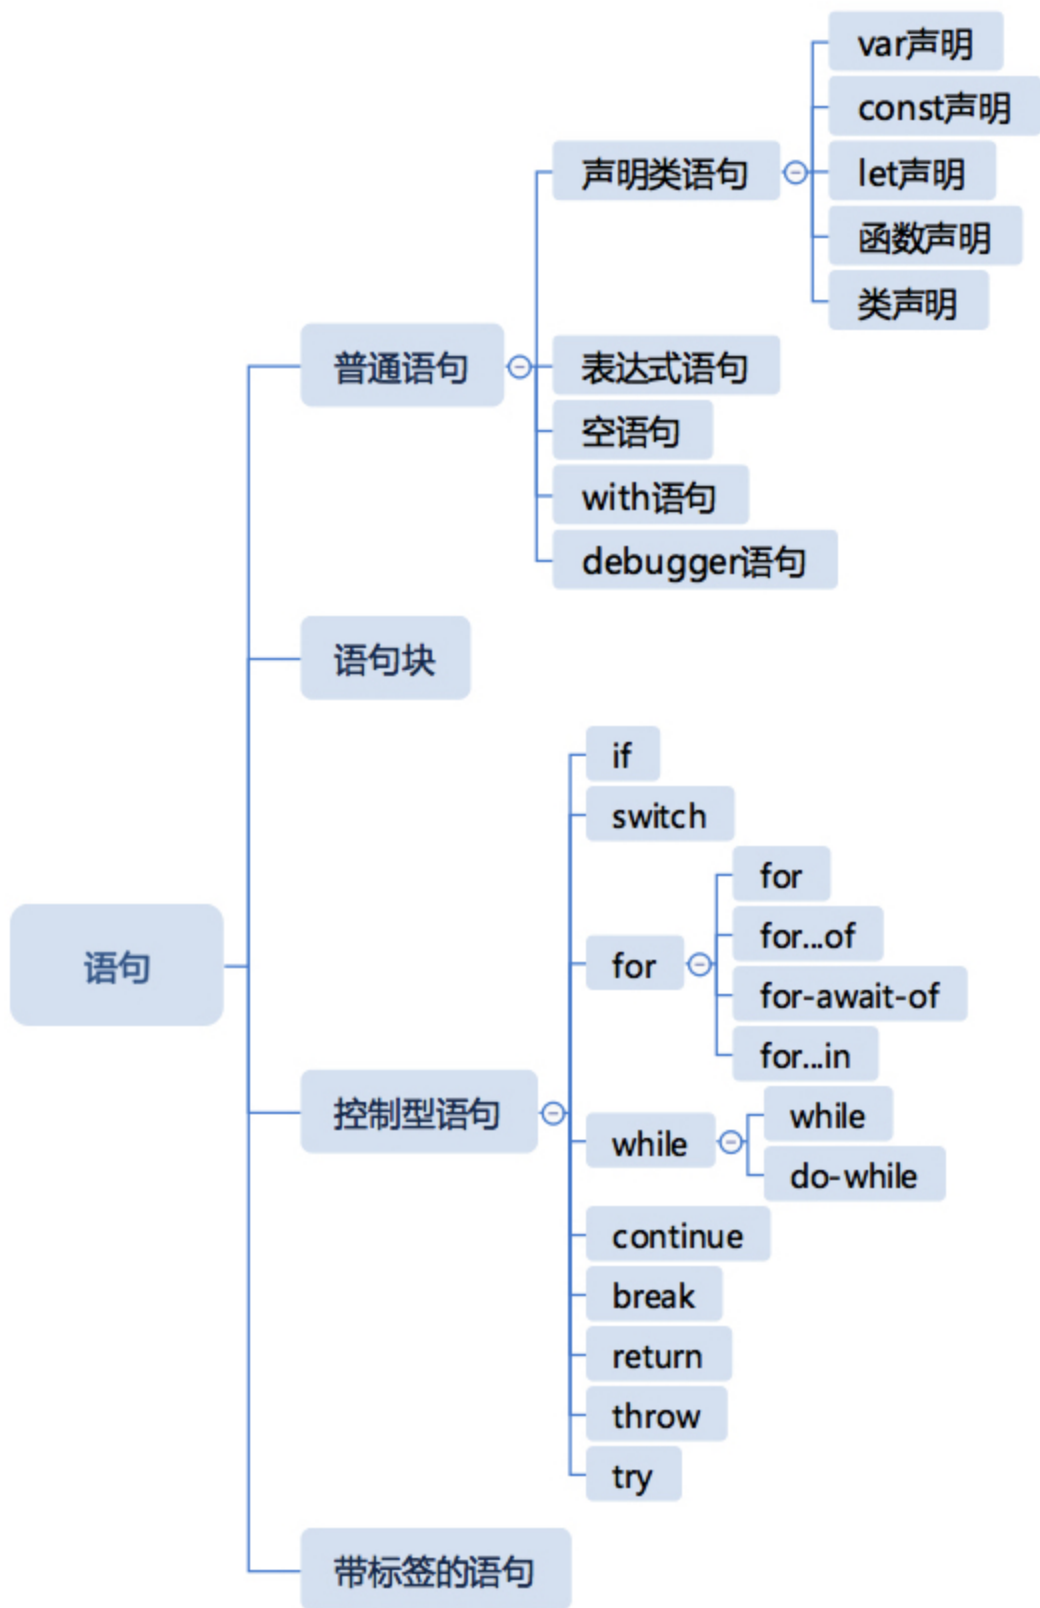 语句
普通语句
声明类语句
var声明
const声明
let声明
函数声明
类声明
表达式语句
空语句
with语句
debugger语句
语句块
控制型语句
if
switch
for
for
for...of
for-await-of
for...in
while
while
do-while
continue
break
return
throw
try
带标签的语句